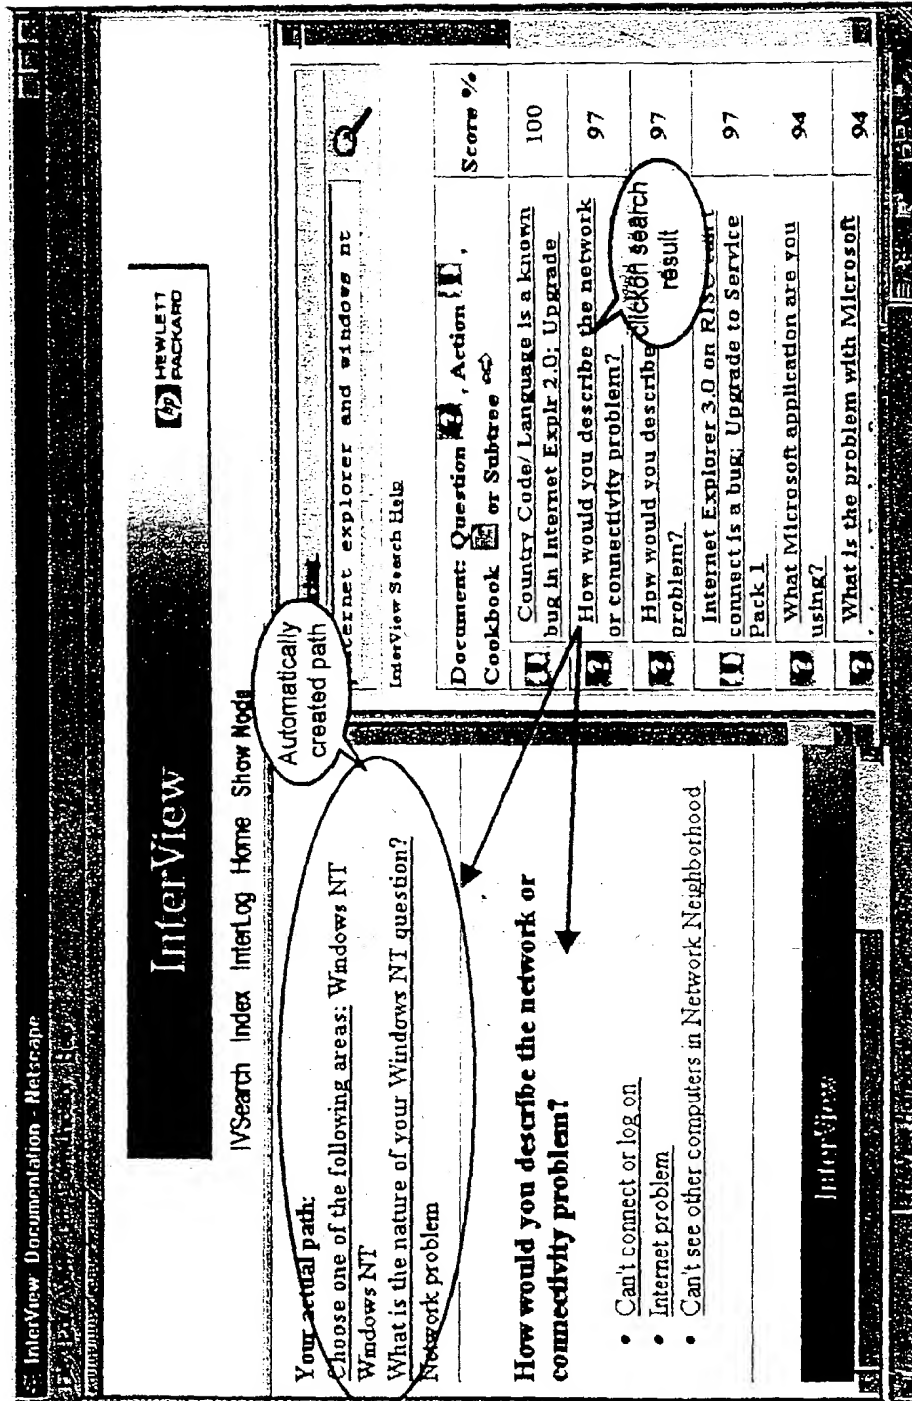 InterView Documentation - Netscape
InterView
hp HEWLETT
PACKARD
IVSearch Index InterLog Home Show Node
Automatically
created path
Your actual path:
Choose one of the following areas: Windows NT
Windows NT
What is the nature of your Windows NT question?
Network problem
How would you describe the network or
connectivity problem?
• Can't connect or log on
• Internet problem
• Can't see other computers in Network Neighborhood
InterView
ternet explorer and windows nt
InterView Search Help
Document: Question ?, Action,
Cookbook or Subtree
Score %
Country Code/ Language is a known
bug in Internet Explr 2.0; Upgrade
100
? How would you describe the network
or connectivity problem?
97
? How would you describe
problem?
97
click on search
result
Internet Explorer 3.0 on RISC can't
connect is a bug; Upgrade to Service
Pack 1
97
? What Microsoft application are you
using?
94
? What is the problem with Microsoft
94